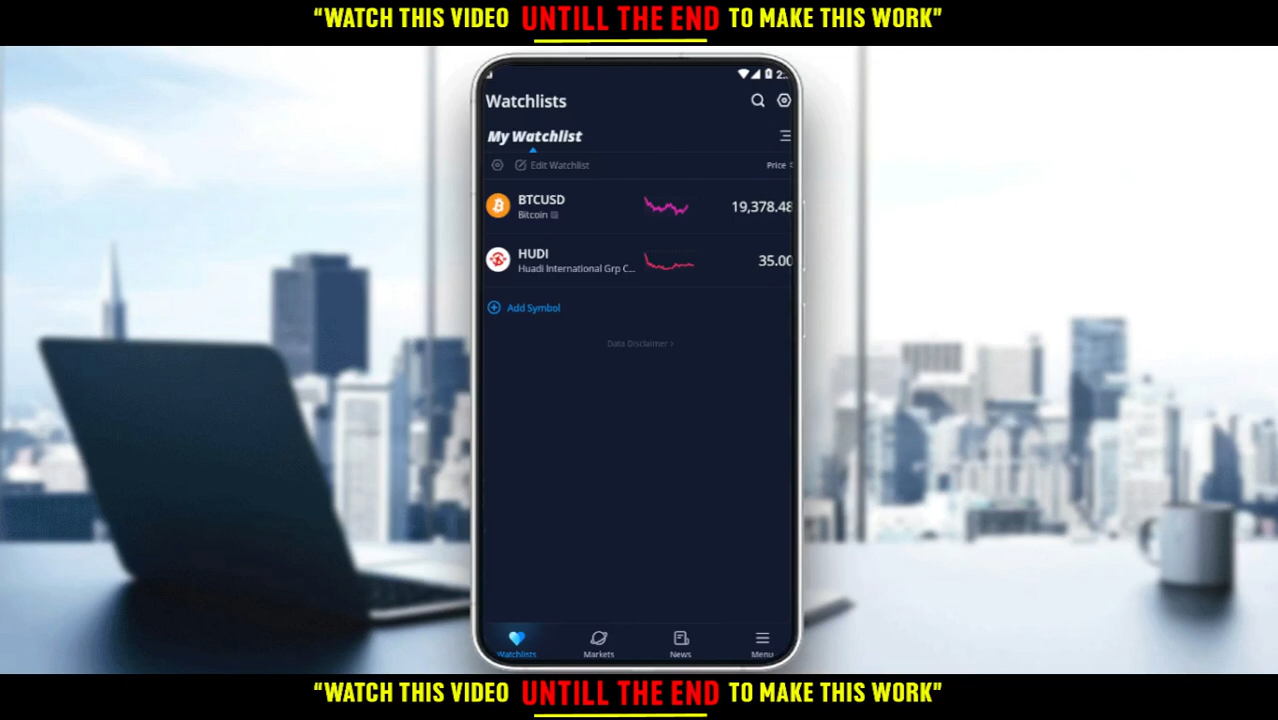 “WATCH THIS VIDEO UNTILL THE END TO MAKE THIS WORK”
2:
Watchlists
My Watchlist
Edit Watchlist
Price
BTCUSD
19,378.48
Bitcoin
HUDI
35.00
Huadi International Grp C...
Add Symbol
Data Disclaimer >
Watchlists
Markets
News
Menu
“WATCH THIS VIDEO UNTILL THE END TO MAKE THIS WORK”